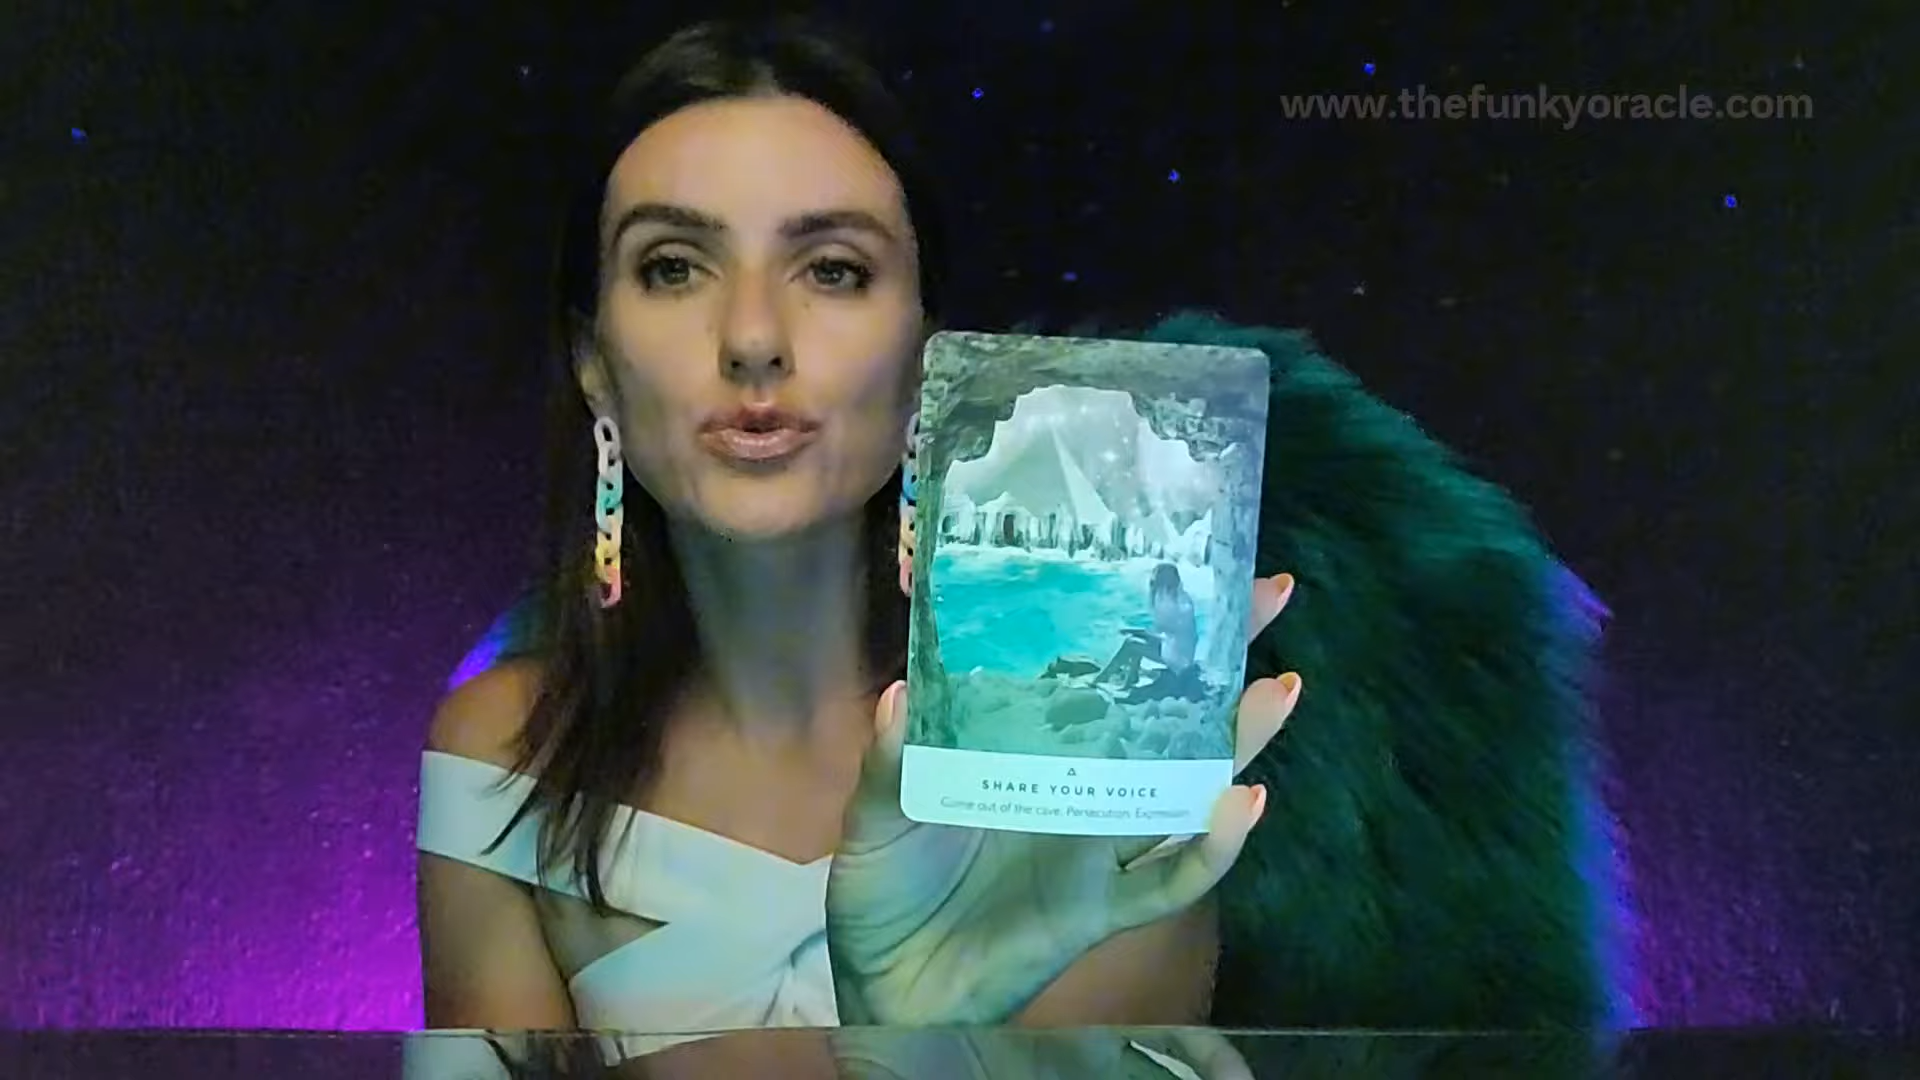 www.thefunkyoracle.com
SHARE YOUR VOICE
Come out of the cave. Persecution. Expression.